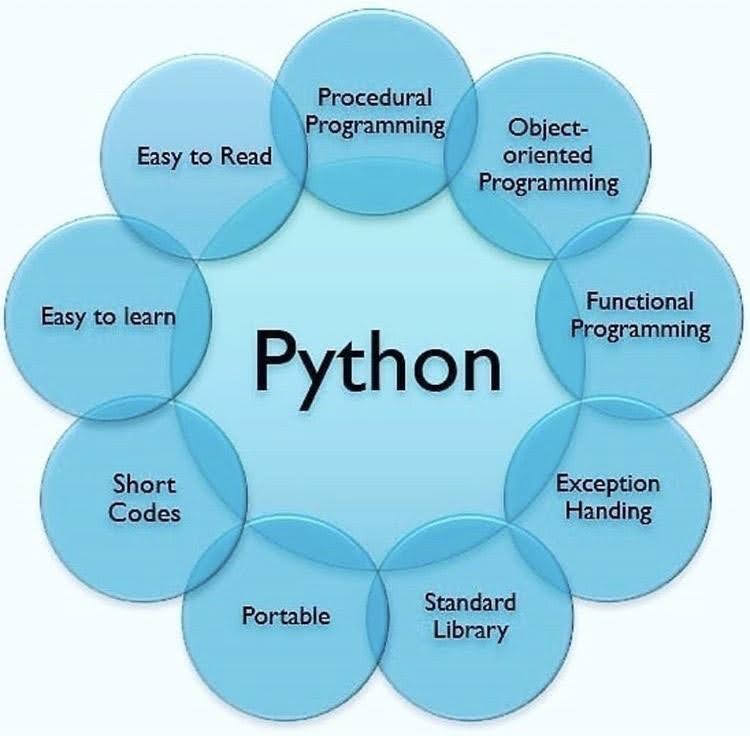 Procedural
Programming
Object-
oriented
Programming
Easy to Read
Functional
Programming
Easy to learn
Python
Short
Codes
Exception
Handing
Portable
Standard
Library